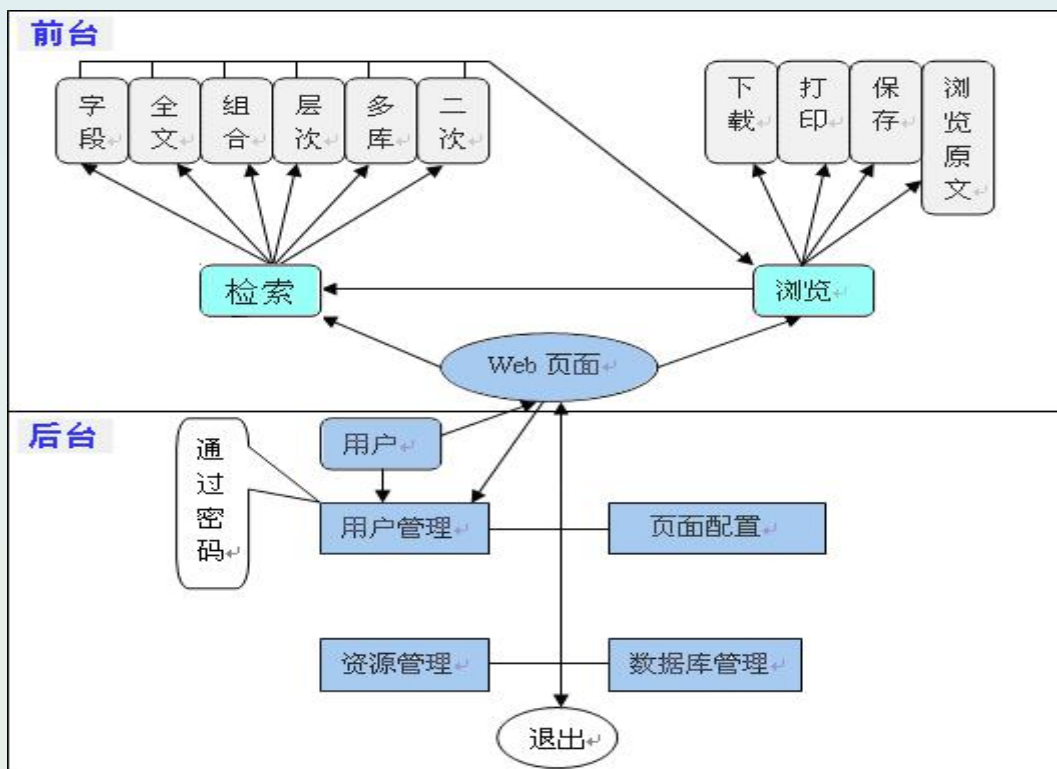 前台
字段
全文
组合
层次
多库
二次
下载
打印
保存
浏览原文
检索
浏览
Web 页面
后台
通过密码
用户
用户管理
页面配置
资源管理
数据库管理
退出